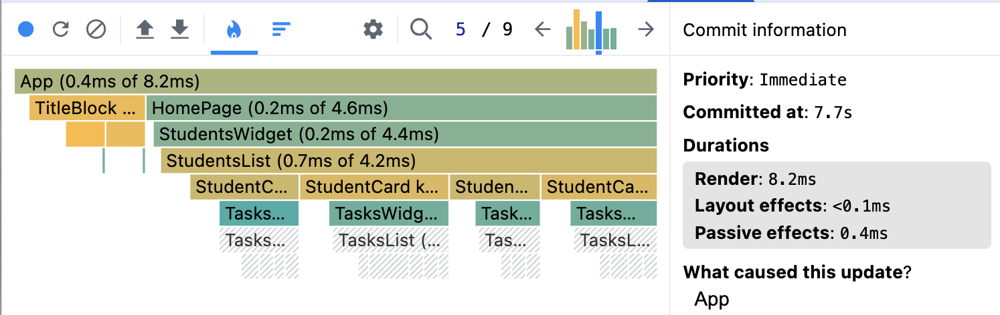 5 / 9
Commit information
App (0.4ms of 8.2ms)
TitleBlock ...
HomePage (0.2ms of 4.6ms)
StudentsWidget (0.2ms of 4.4ms)
StudentsList (0.7ms of 4.2ms)
StudentC...
StudentCard k...
Studen...
StudentCa...
Tasks...
TasksWidg...
Task...
Tasks...
Tasks...
TasksList (...
Tas...
TasksL...
Priority: Immediate
Committed at: 7.7s
Durations
Render: 8.2ms
Layout effects: <0.1ms
Passive effects: 0.4ms
What caused this update?
App